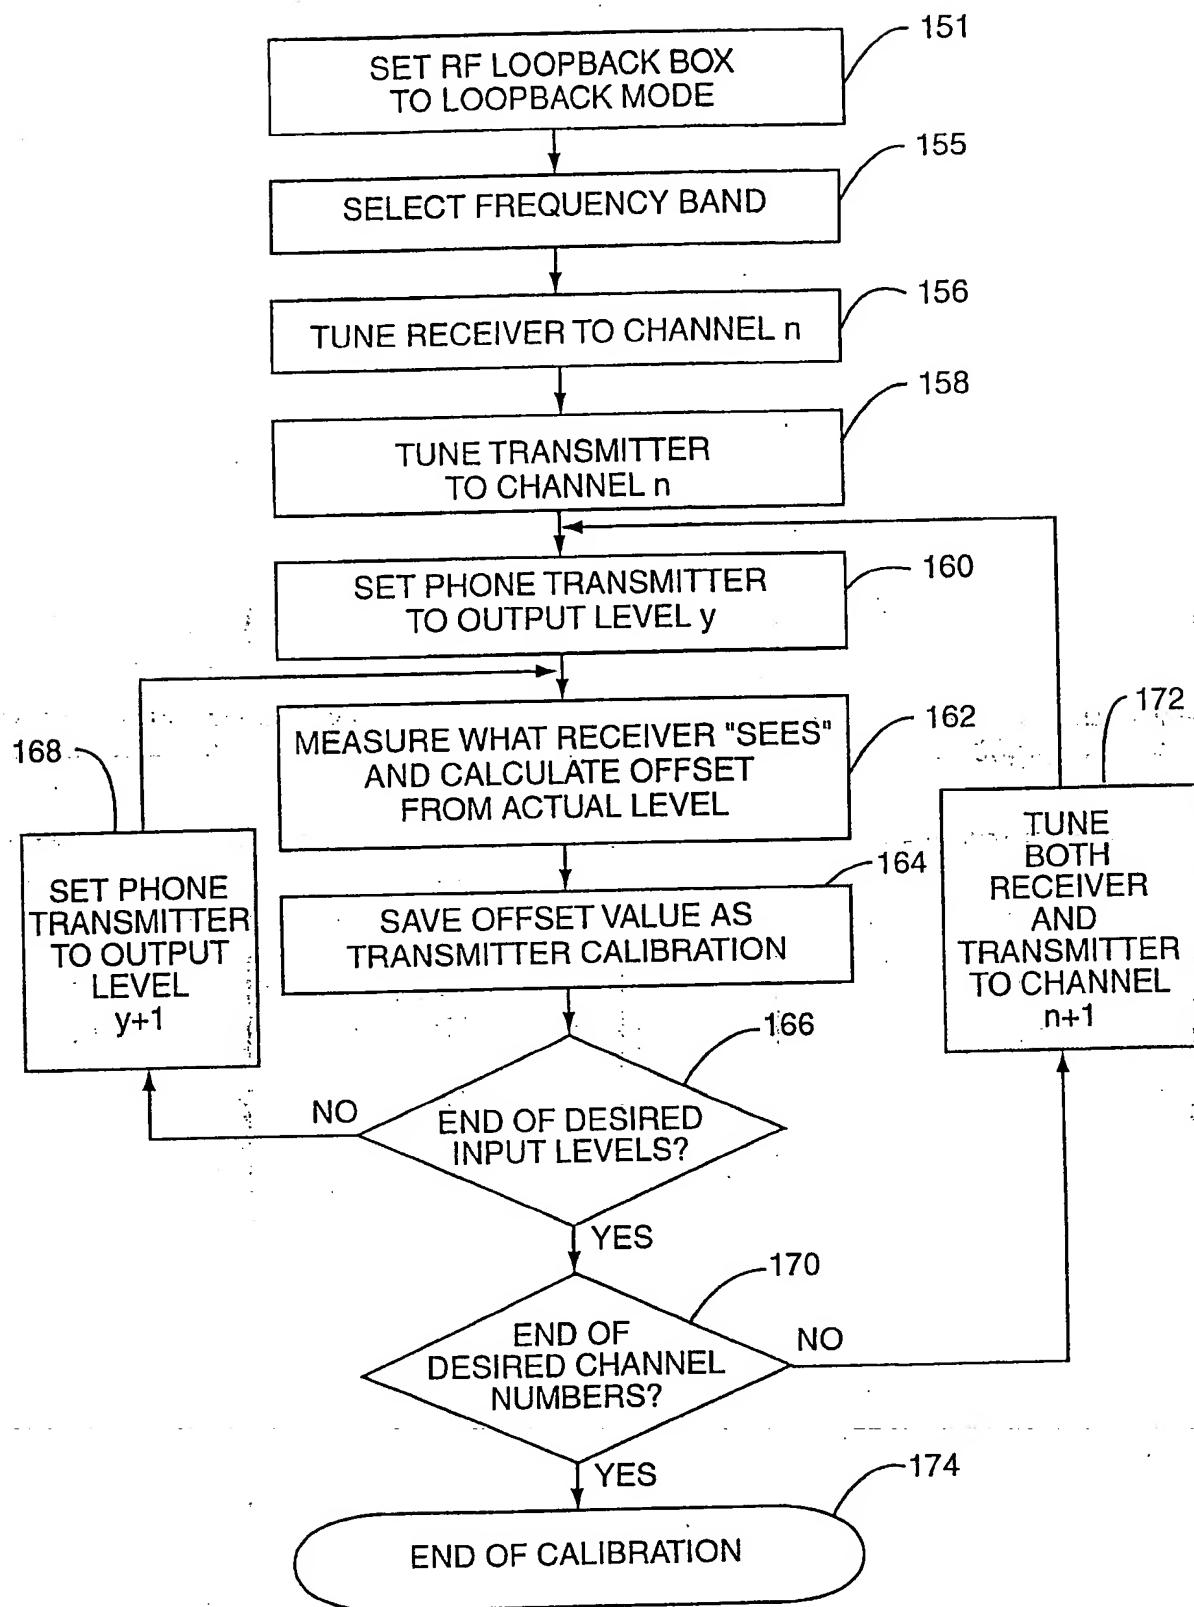 151
SET RF LOOPBACK BOX
TO LOOPBACK MODE
155
SELECT FREQUENCY BAND
156
TUNE RECEIVER TO CHANNEL n
158
TUNE TRANSMITTER
TO CHANNEL n
160
SET PHONE TRANSMITTER
TO OUTPUT LEVEL y
162
MEASURE WHAT RECEIVER "SEES"
AND CALCULATE OFFSET
FROM ACTUAL LEVEL
164
SAVE OFFSET VALUE AS
TRANSMITTER CALIBRATION
166
END OF DESIRED
INPUT LEVELS?
NO
168
SET PHONE
TRANSMITTER
TO OUTPUT
LEVEL
y+1
YES
170
END OF
DESIRED CHANNEL
NUMBERS?
NO
172
TUNE
BOTH
RECEIVER
AND
TRANSMITTER
TO CHANNEL
n+1
YES
174
END OF CALIBRATION